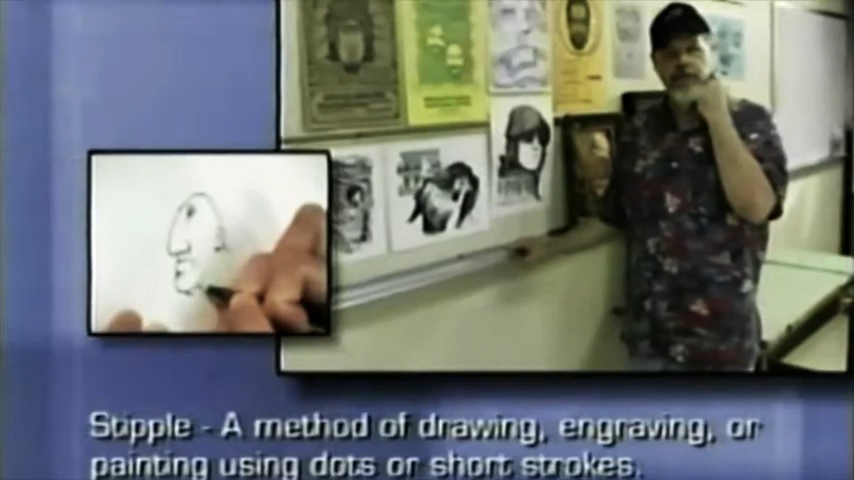 Stipple - A method of drawing, engraving, or
painting using dots or short strokes.